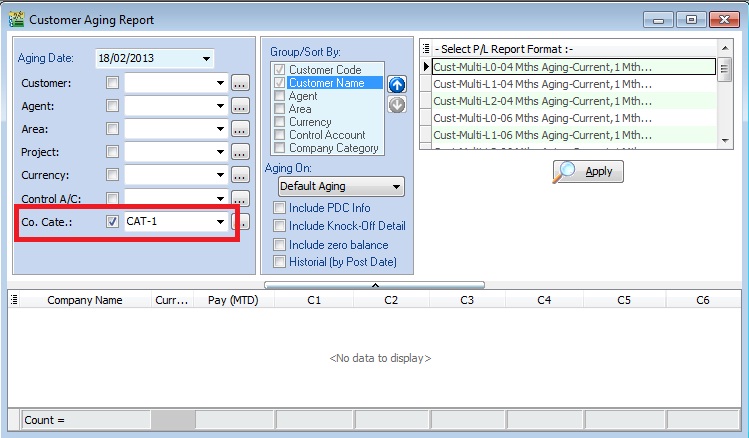 Customer Aging Report
Aging Date: 18/02/2013
Customer: ...
Agent: ...
Area: ...
Project: ...
Currency: ...
Control A/C: ...
Co. Cate.: CAT-1 ...
Group/Sort By:
Customer Code
Customer Name
Agent
Area
Currency
Control Account
Company Category
Aging On:
Default Aging
Include PDC Info
Include Knock-Off Detail
Include zero balance
Historial (by Post Date)
- Select P/L Report Format :-
Cust-Multi-L0-04 Mths Aging-Current,1 Mth...
Cust-Multi-L1-04 Mths Aging-Current,1 Mth...
Cust-Multi-L2-04 Mths Aging-Current,1 Mth...
Cust-Multi-L0-06 Mths Aging-Current,1 Mth...
Cust-Multi-L1-06 Mths Aging-Current,1 Mth...
Apply
Company Name Curr... Pay (MTD) C1 C2 C3 C4 C5 C6
<No data to display>
Count =